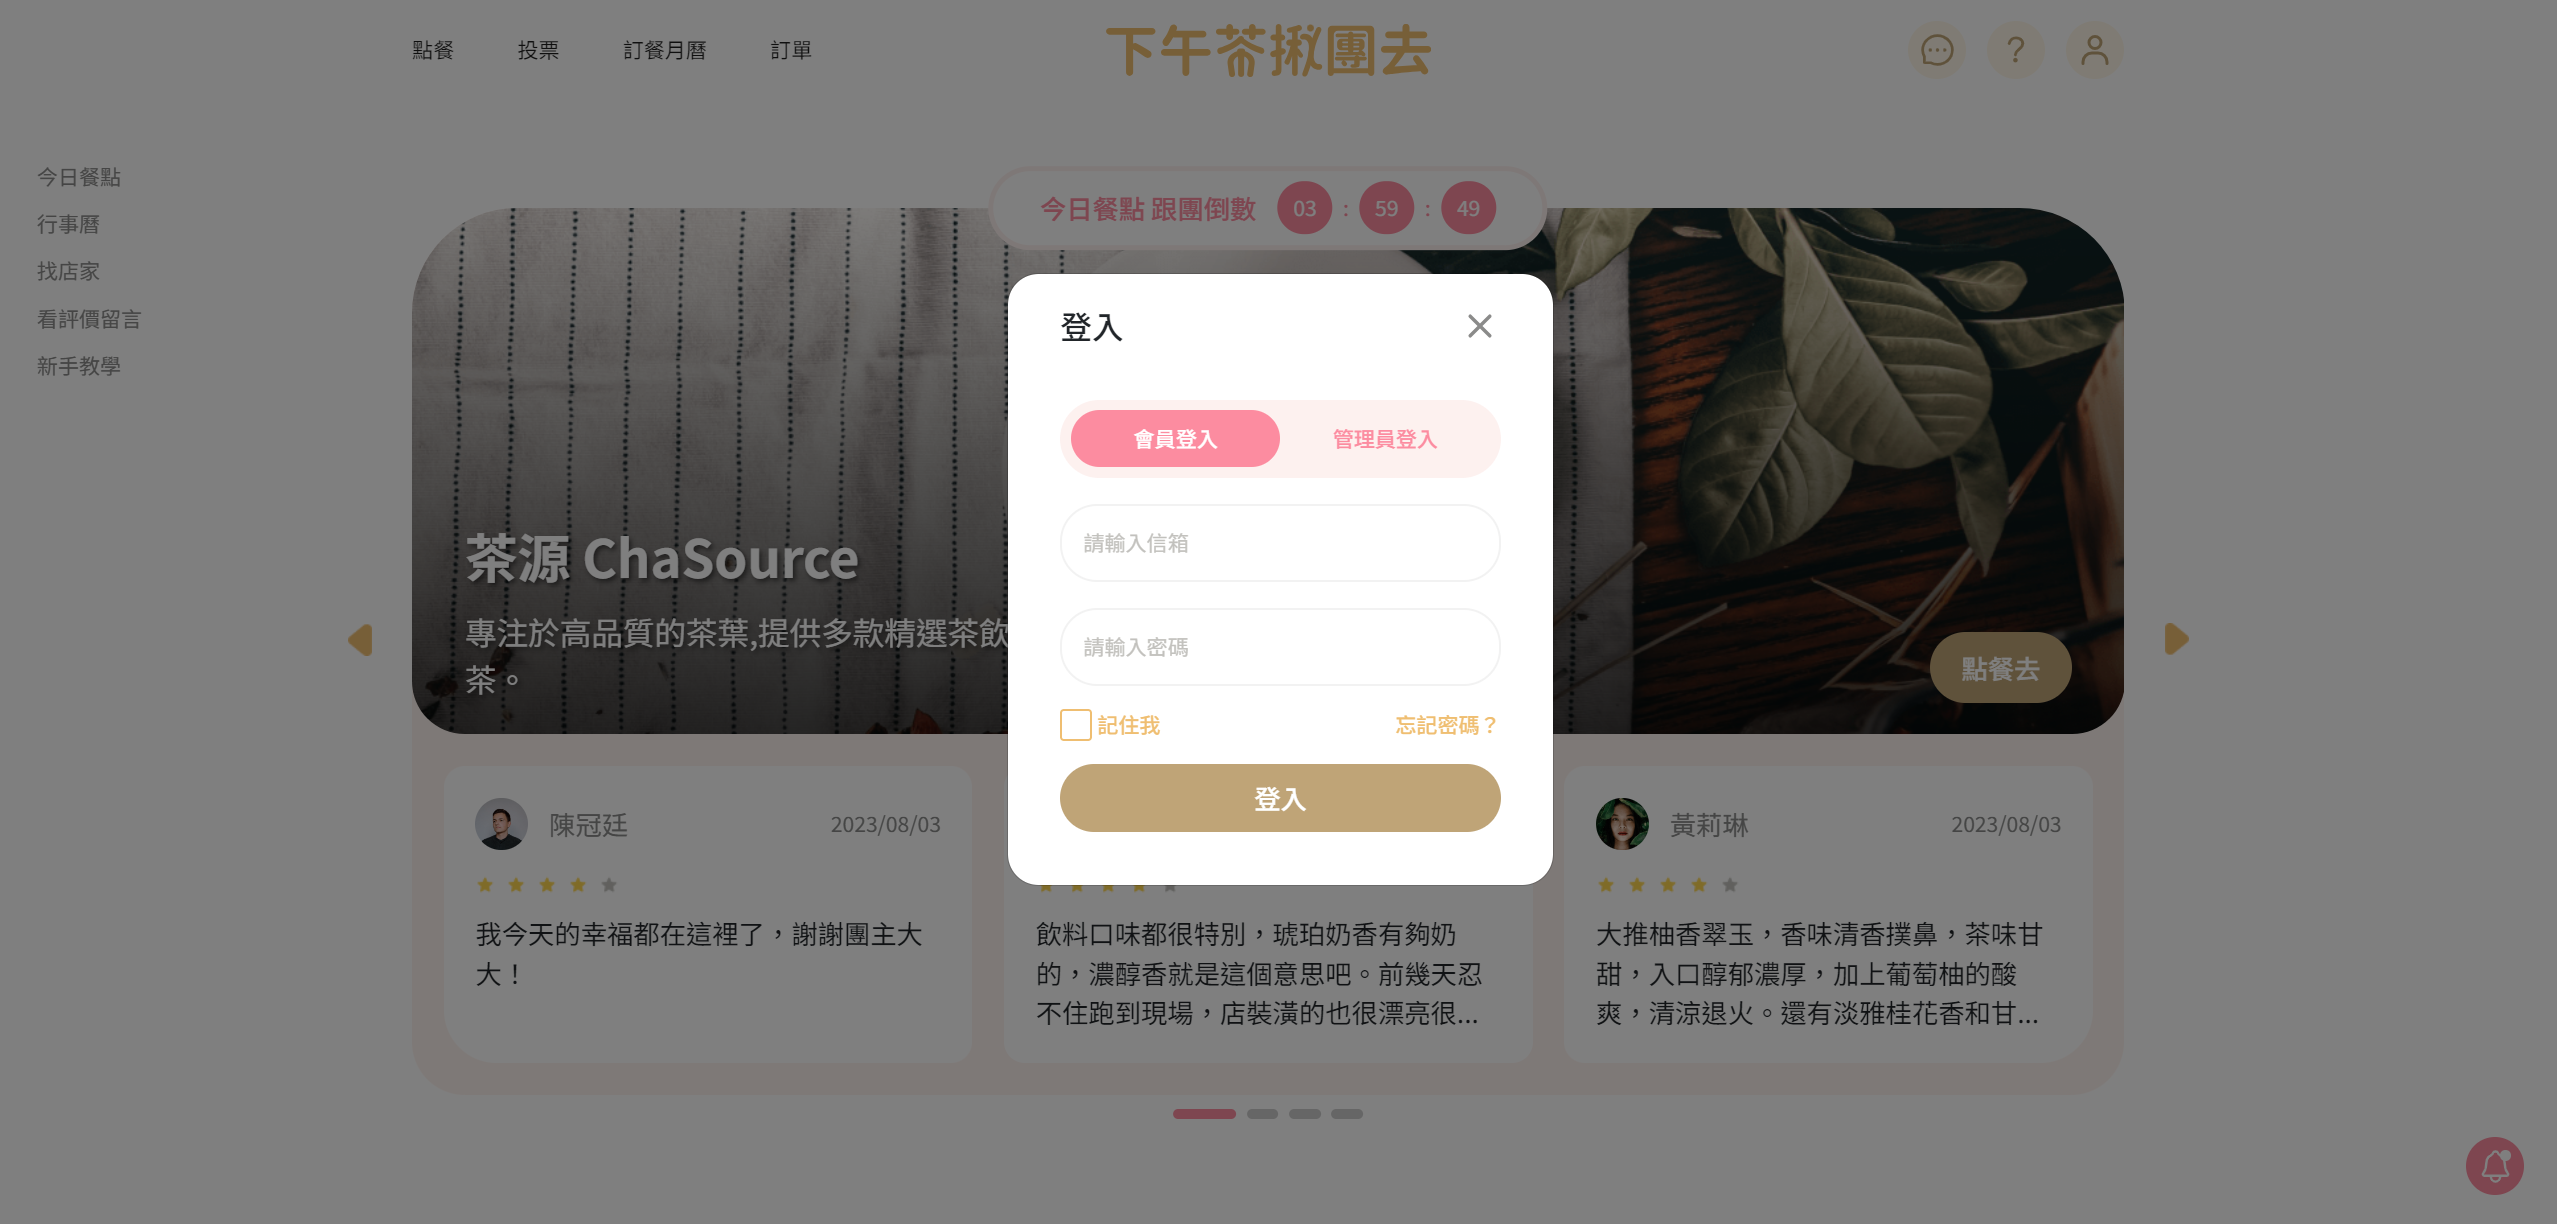 點餐
投票
訂餐月曆
訂單
下午茶揪團去
今日餐點
行事曆
找店家
看評價留言
新手教學
今日餐點 跟團倒數 03 : 59 : 49
登入
會員登入
管理員登入
請輸入信箱
請輸入密碼
記住我
忘記密碼？
登入
茶源 ChaSource
專注於高品質的茶葉,提供多款精選茶飲
茶。
點餐去
陳冠廷
2023/08/03
我今天的幸福都在這裡了，謝謝團主大
大！
飲料口味都很特別，琥珀奶香有夠奶
的，濃醇香就是這個意思吧。前幾天忍
不住跑到現場，店裝潢的也很漂亮很...
黃莉琳
2023/08/03
大推柚香翠玉，香味清香撲鼻，茶味甘
甜，入口醇郁濃厚，加上葡萄柚的酸
爽，清涼退火。還有淡雅桂花香和甘...